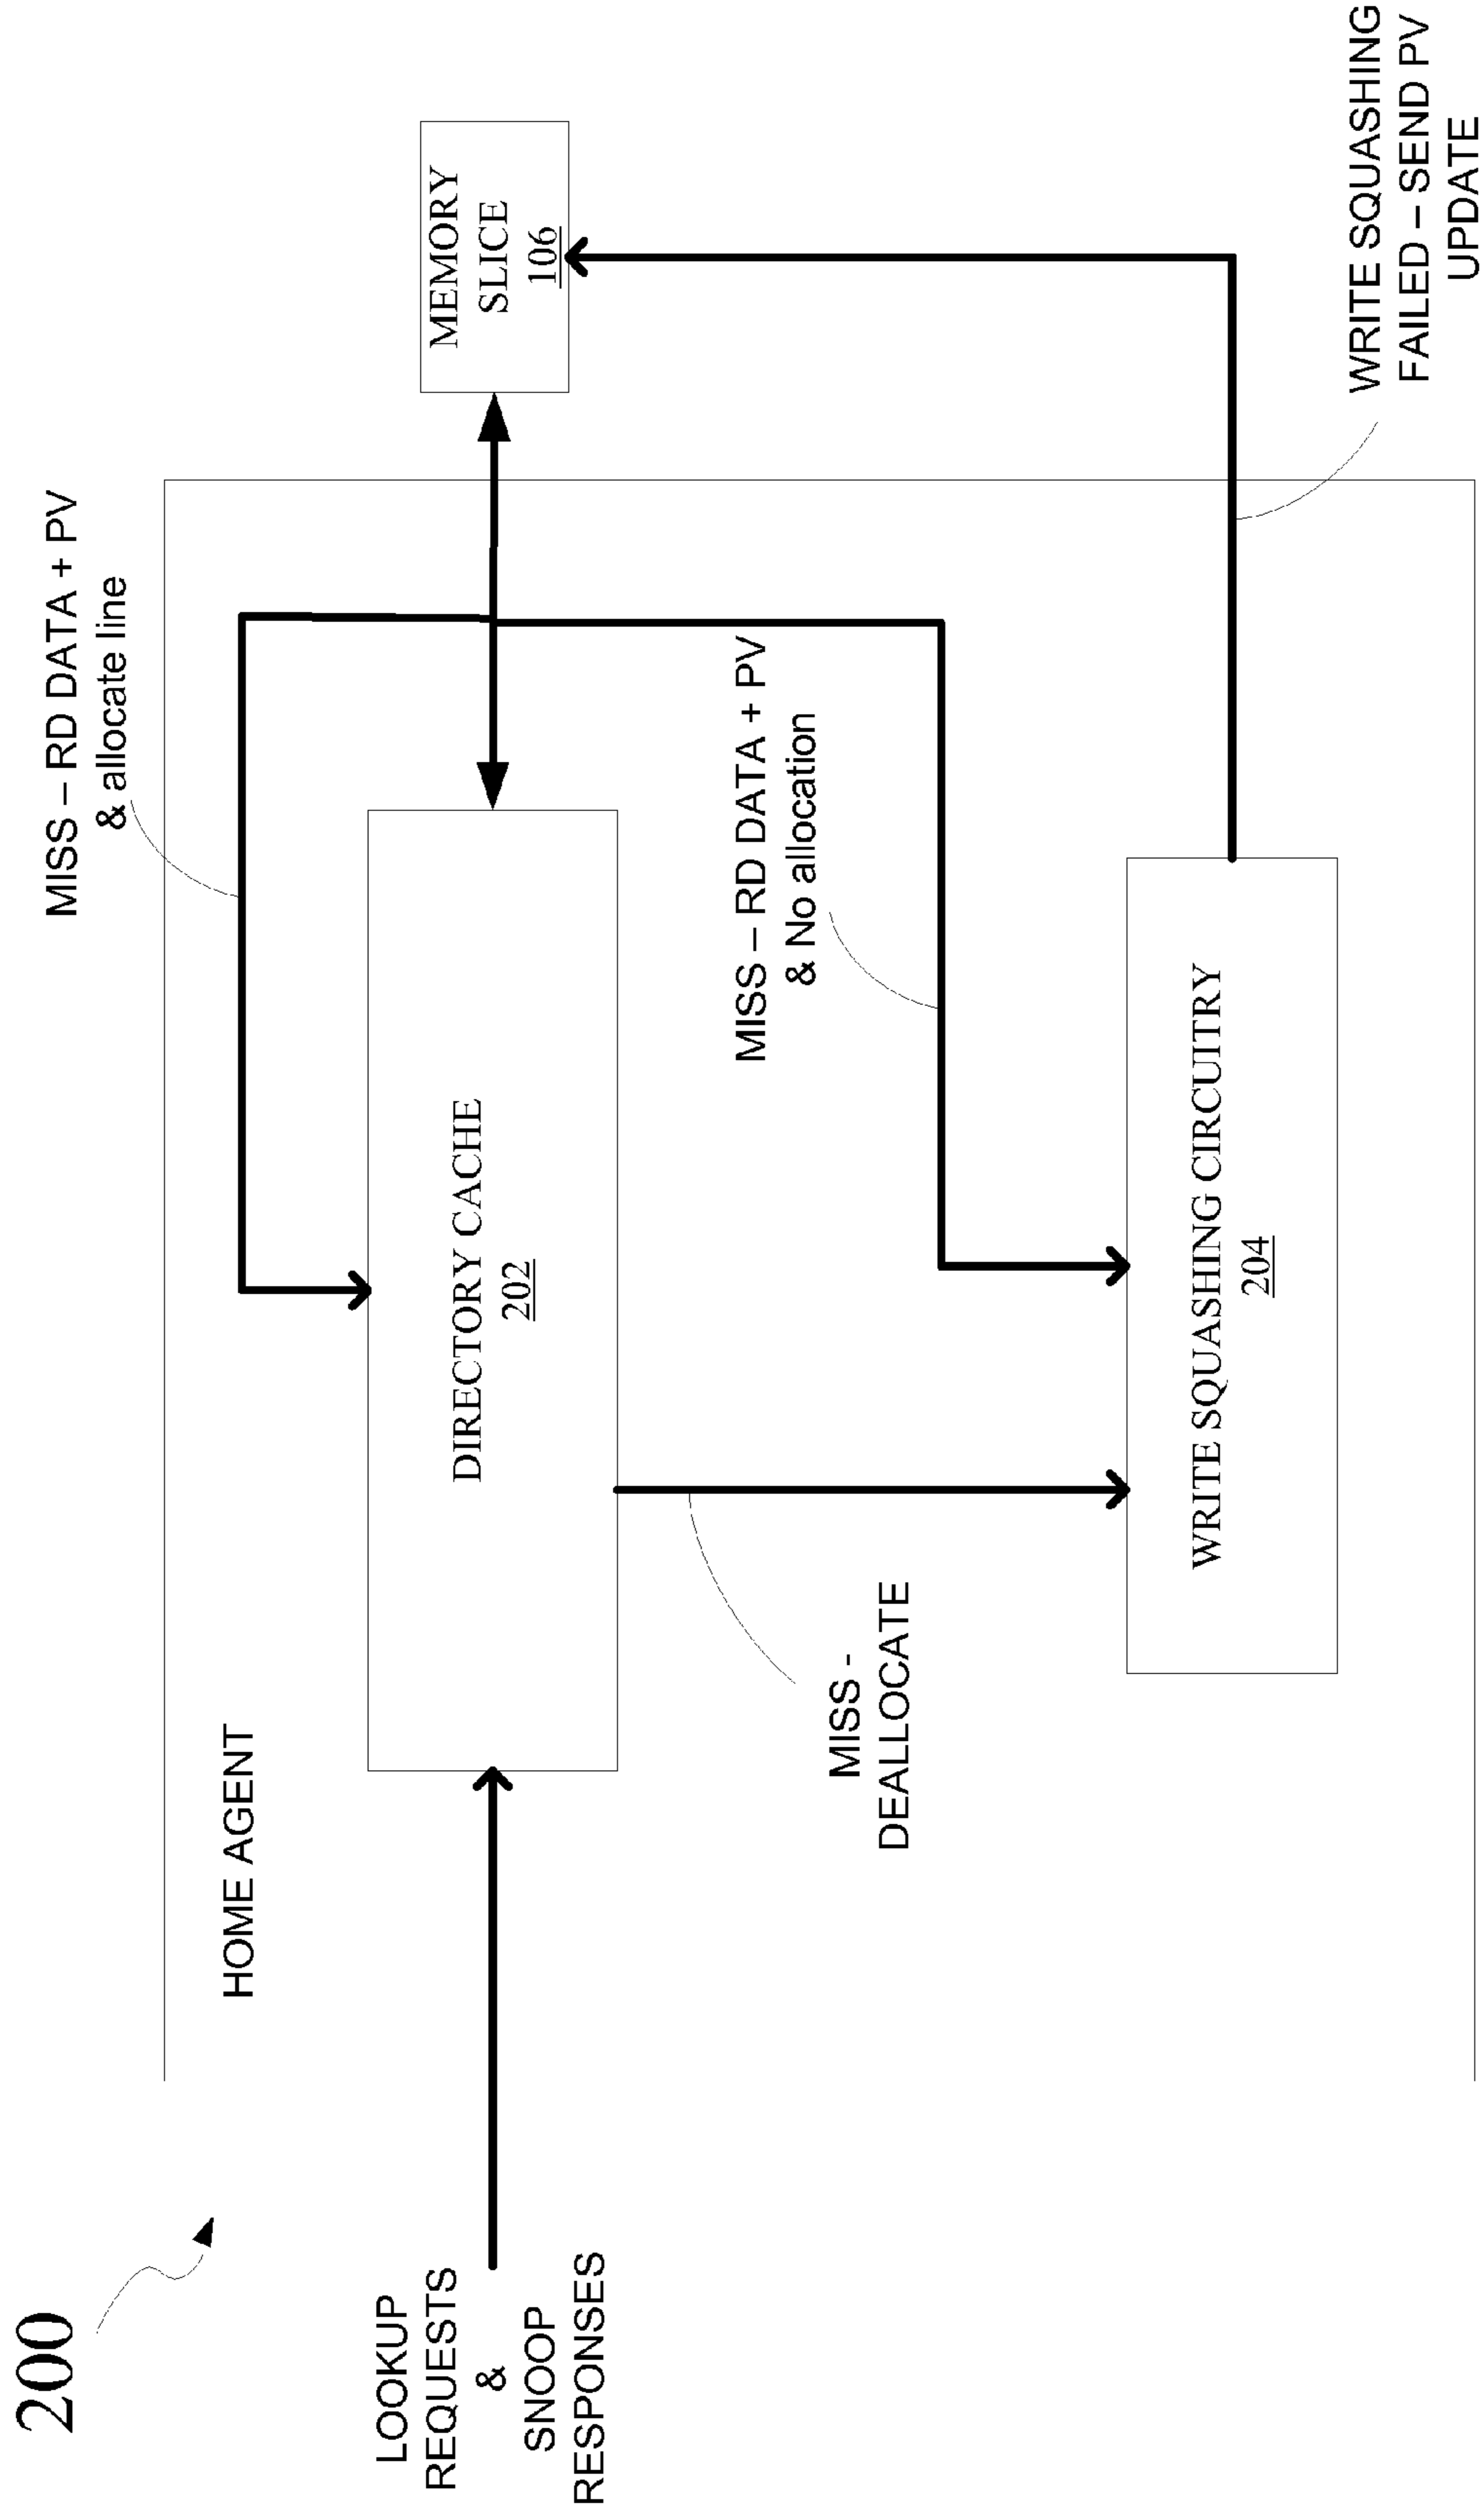 200
HOME AGENT
MISS – RD DATA + PV
& allocate line
LOOKUP
REQUESTS
&
SNOOP
RESPONSES
DIRECTORY CACHE
202
MEMORY
SLICE
106
MISS – RD DATA + PV
& No allocation
MISS -
DEALLOCATE
WRITE SQUASHING CIRCUITRY
204
WRITE SQUASHING
FAILED – SEND PV
UPDATE